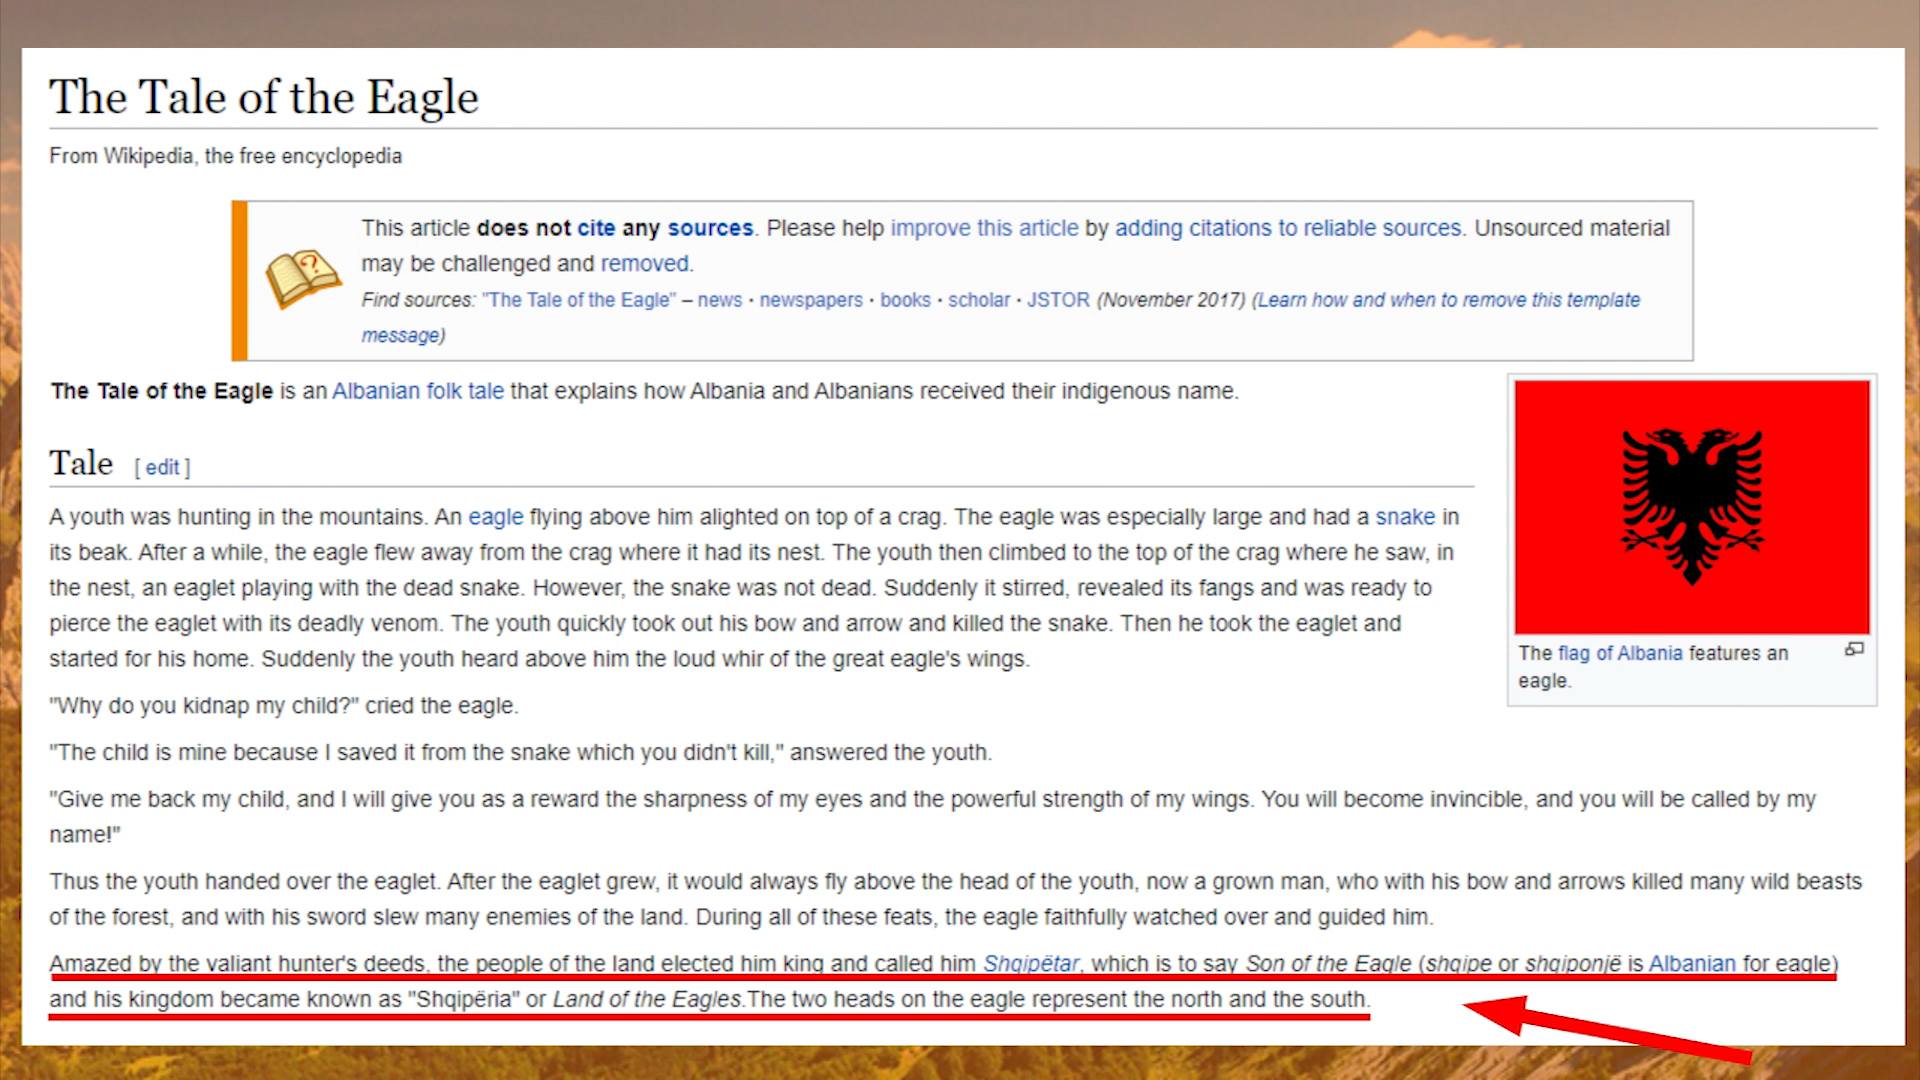 The Tale of the Eagle
From Wikipedia, the free encyclopedia
This article does not cite any sources. Please help improve this article by adding citations to reliable sources. Unsourced material
may be challenged and removed.
Find sources: "The Tale of the Eagle" – news · newspapers · books · scholar · JSTOR (November 2017) (Learn how and when to remove this template
message)
The Tale of the Eagle is an Albanian folk tale that explains how Albania and Albanians received their indigenous name.
Tale [ edit ]
A youth was hunting in the mountains. An eagle flying above him alighted on top of a crag. The eagle was especially large and had a snake in
its beak. After a while, the eagle flew away from the crag where it had its nest. The youth then climbed to the top of the crag where he saw, in
the nest, an eaglet playing with the dead snake. However, the snake was not dead. Suddenly it stirred, revealed its fangs and was ready to
pierce the eaglet with its deadly venom. The youth quickly took out his bow and arrow and killed the snake. Then he took the eaglet and
started for his home. Suddenly the youth heard above him the loud whir of the great eagle's wings.
The flag of Albania features an
eagle.
"Why do you kidnap my child?" cried the eagle.
"The child is mine because I saved it from the snake which you didn't kill," answered the youth.
"Give me back my child, and I will give you as a reward the sharpness of my eyes and the powerful strength of my wings. You will become invincible, and you will be called by my
name!"
Thus the youth handed over the eaglet. After the eaglet grew, it would always fly above the head of the youth, now a grown man, who with his bow and arrows killed many wild beasts
of the forest, and with his sword slew many enemies of the land. During all of these feats, the eagle faithfully watched over and guided him.
Amazed by the valiant hunter's deeds, the people of the land elected him king and called him Shqipëtar, which is to say Son of the Eagle (shqipe or shqiponjë is Albanian for eagle)
and his kingdom became known as "Shqipëria" or Land of the Eagles.The two heads on the eagle represent the north and the south.